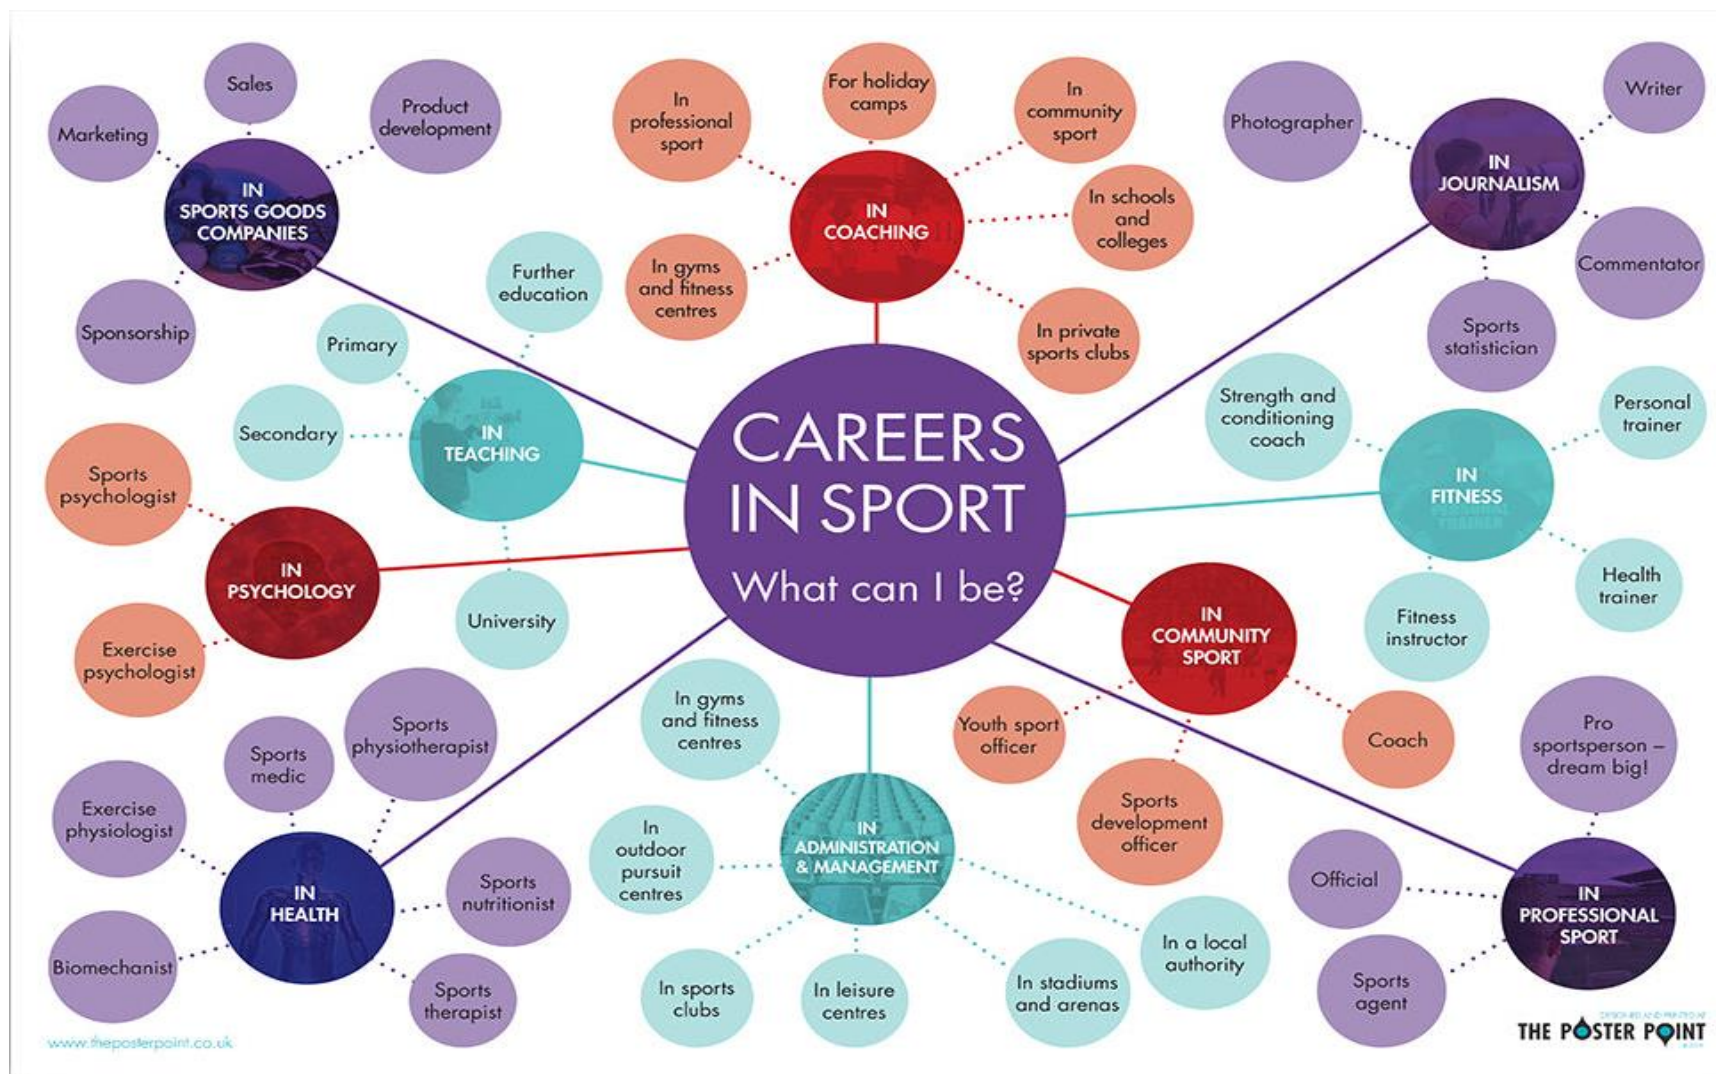 CAREERS
IN SPORT
What can I be?
IN
SPORTS GOODS
COMPANIES
Marketing
Sales
Product
development
Sponsorship
IN
COACHING
In
professional
sport
For holiday
camps
In
community
sport
In schools
and
colleges
In private
sports clubs
In gyms
and fitness
centres
IN
JOURNALISM
Photographer
Writer
Commentator
Sports
statistician
IN
TEACHING
Further
education
Primary
Secondary
University
IN
FITNESS
PERSONAL
TRAINER
Strength and
conditioning
coach
Personal
trainer
Health
trainer
Fitness
instructor
IN
PSYCHOLOGY
Sports
psychologist
Exercise
psychologist
IN
COMMUNITY
SPORT
Youth sport
officer
Sports
development
officer
Coach
IN
HEALTH
Sports
physiotherapist
Sports
medic
Exercise
physiologist
Biomechanist
Sports
nutritionist
Sports
therapist
IN
ADMINISTRATION
& MANAGEMENT
In gyms
and fitness
centres
In
outdoor
pursuit
centres
In sports
clubs
In leisure
centres
In stadiums
and arenas
In a local
authority
IN
PROFESSIONAL
SPORT
Pro
sportsperson –
dream big!
Official
Sports
agent
www.theposterpoint.co.uk
DESIGNED AND PRINTED AT
THE POSTER POINT